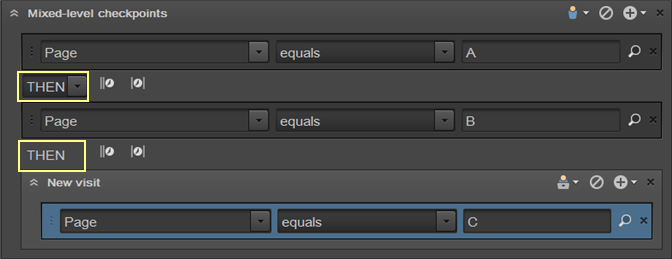 Mixed-level checkpoints
Page equals A
THEN
Page equals B
THEN
New visit
Page equals C